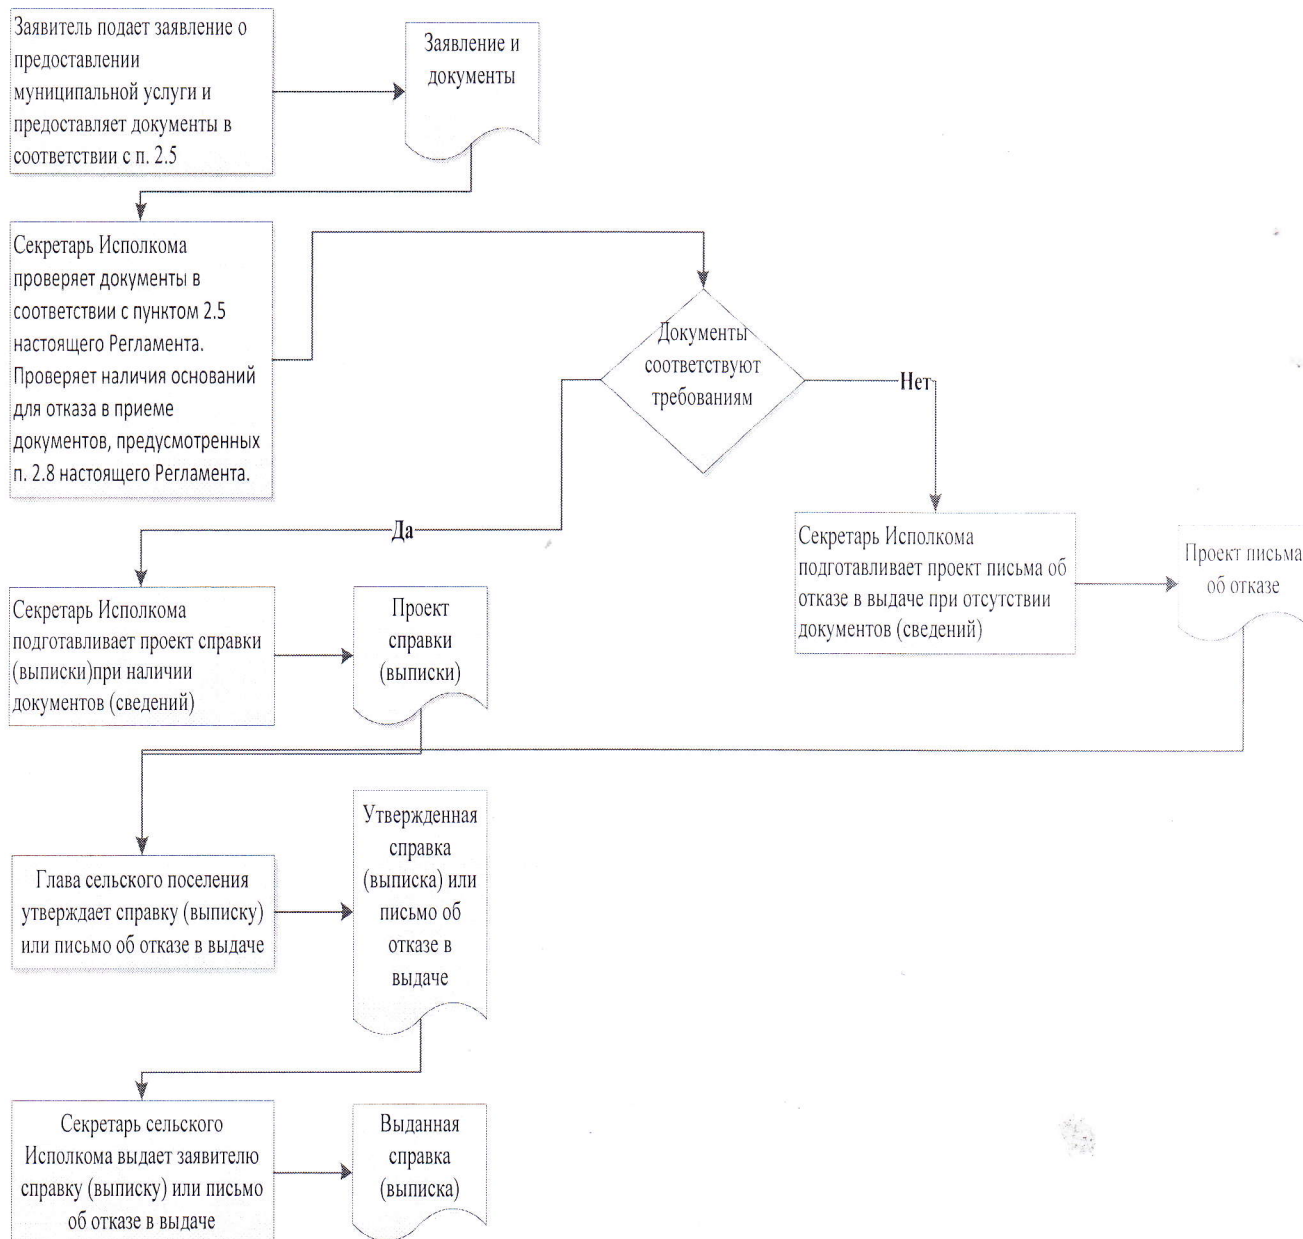 Заявитель подает заявление о
предоставлении
муниципальной услуги и
предоставляет документы в
соответствии с п. 2.5
Заявление и
документы
Секретарь Исполкома
проверяет документы в
соответствии с пунктом 2.5
настоящего Регламента.
Проверяет наличия оснований
для отказа в приеме
документов, предусмотренных
п. 2.8 настоящего Регламента.
Документы
соответствуют
требованиям
Нет
Да
Секретарь Исполкома
подготавливает проект письма об
отказе в выдаче при отсутствии
документов (сведений)
Проект письма
об отказе
Секретарь Исполкома
подготавливает проект справки
(выписки)при наличии
документов (сведений)
Проект
справки
(выписки)
Глава сельского поселения
утверждает справку (выписку)
или письмо об отказе в выдаче
Утвержденная
справка
(выписка) или
письмо об
отказе в
выдаче
Секретарь сельского
Исполкома выдает заявителю
справку (выписку) или письмо
об отказе в выдаче
Выданная
справка
(выписка)